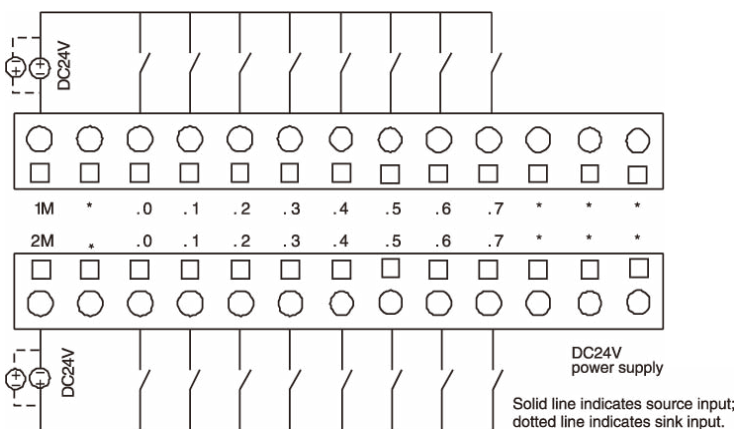 DC24V
1M * .0 .1 .2 .3 .4 .5 .6 .7 * * *
2M * .0 .1 .2 .3 .4 .5 .6 .7 * * *
DC24V
DC24V
power supply
Solid line indicates source input;
dotted line indicates sink input.